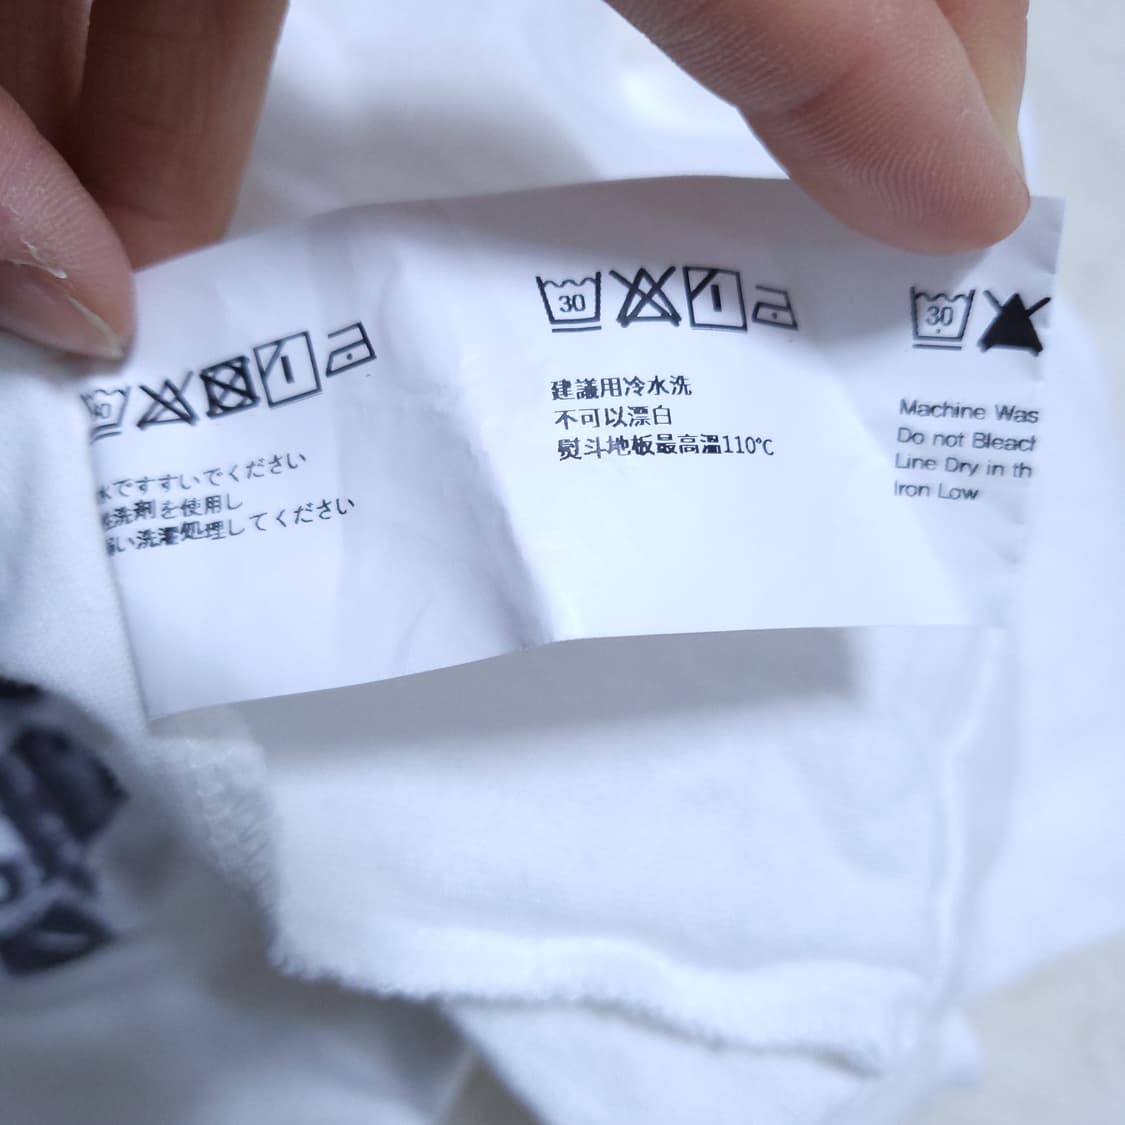 40
ですすいでください
洗剤を使用し
い洗濯処理してください
30
建議用冷水洗
不可以漂白
熨斗地板最高溫110℃
30
Machine Was
Do not Bleach
Line Dry in th
Iron Low